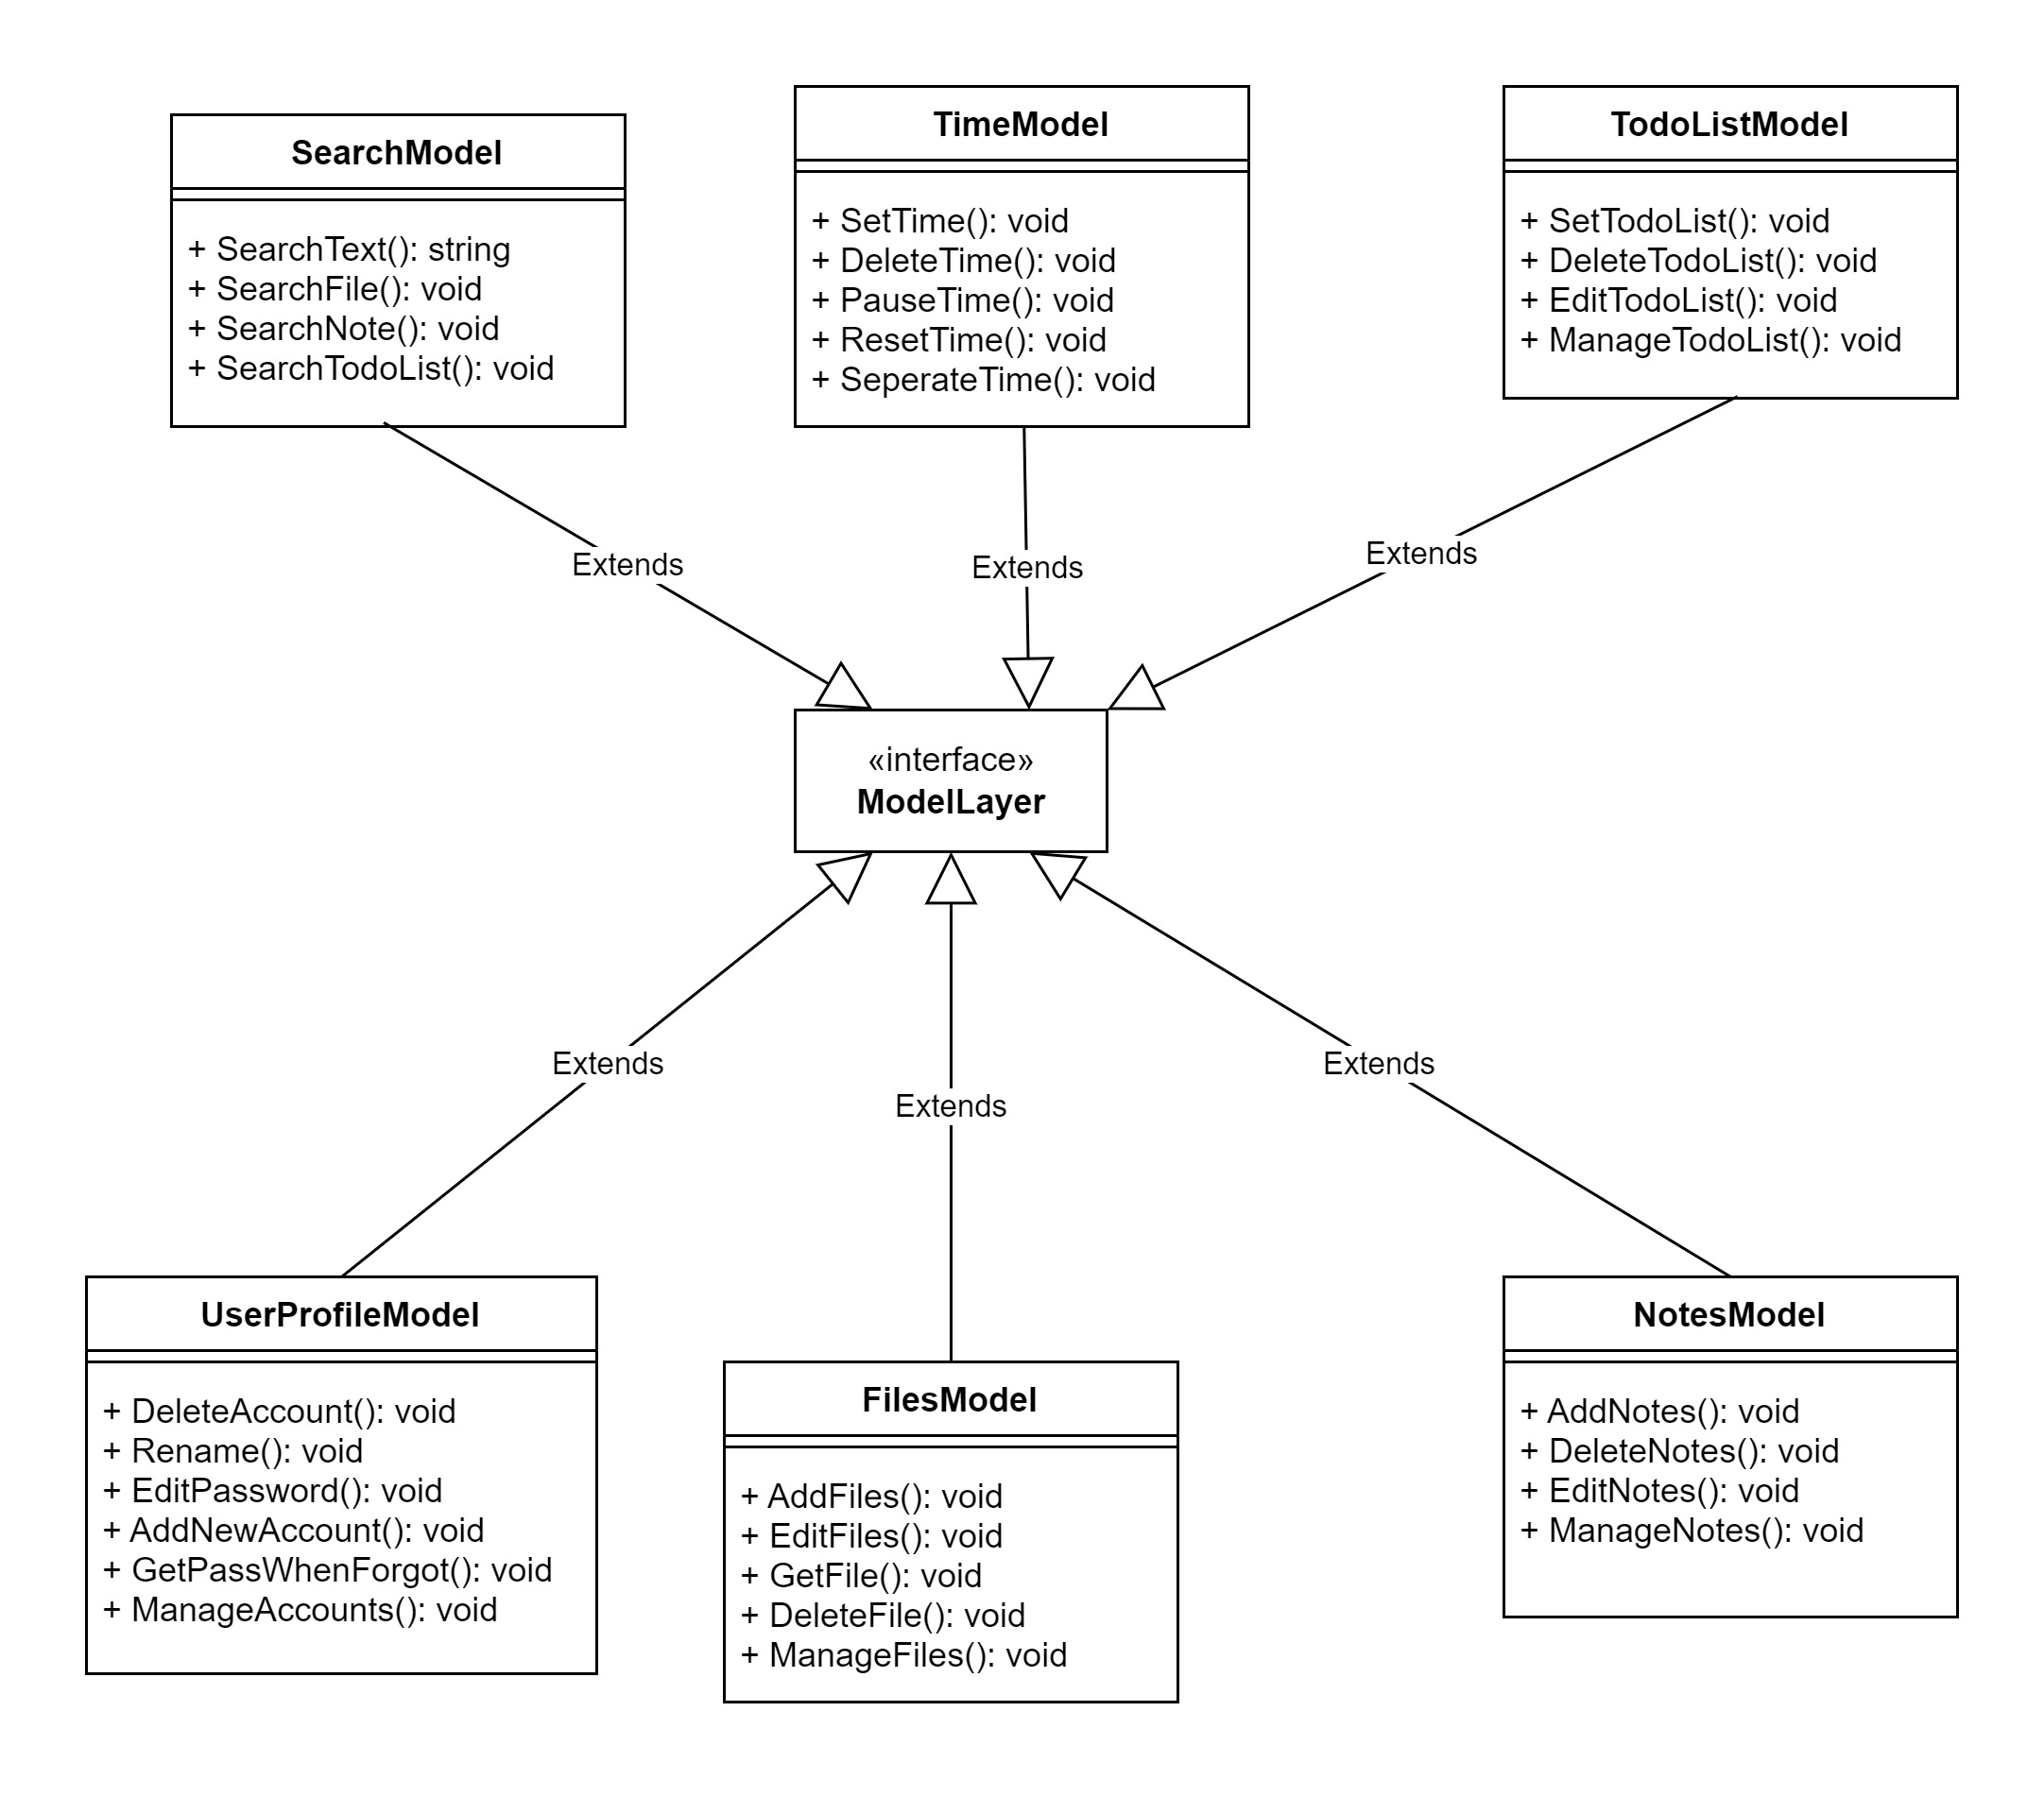 SearchModel
+ SearchText(): string
+ SearchFile(): void
+ SearchNote(): void
+ SearchTodoList(): void
TimeModel
+ SetTime(): void
+ DeleteTime(): void
+ PauseTime(): void
+ ResetTime(): void
+ SeperateTime(): void
TodoListModel
+ SetTodoList(): void
+ DeleteTodoList(): void
+ EditTodoList(): void
+ ManageTodoList(): void
Extends
Extends
Extends
«interface»
ModelLayer
Extends
Extends
Extends
UserProfileModel
+ DeleteAccount(): void
+ Rename(): void
+ EditPassword(): void
+ AddNewAccount(): void
+ GetPassWhenForgot(): void
+ ManageAccounts(): void
FilesModel
+ AddFiles(): void
+ EditFiles(): void
+ GetFile(): void
+ DeleteFile(): void
+ ManageFiles(): void
NotesModel
+ AddNotes(): void
+ DeleteNotes(): void
+ EditNotes(): void
+ ManageNotes(): void